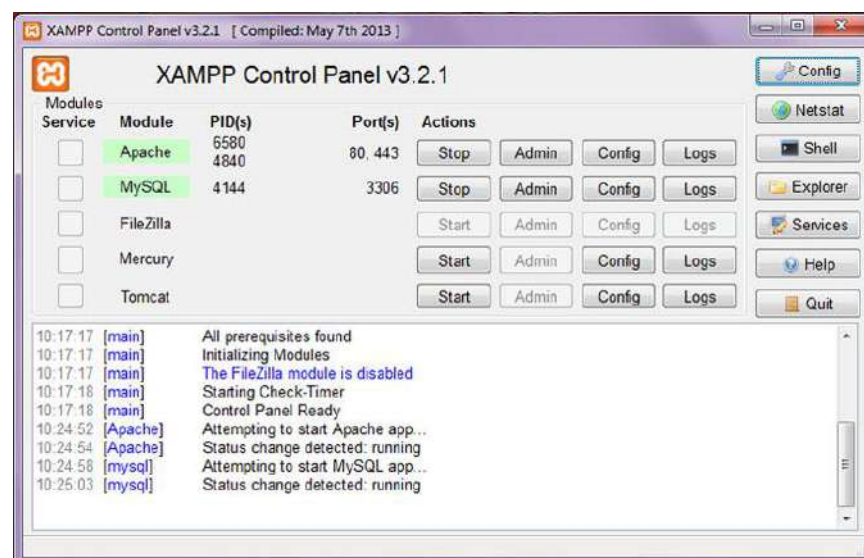 XAMPP Control Panel v3.2.1 [ Compiled: May 7th 2013 ]
XAMPP Control Panel v3.2.1
Config
Modules
Service Module PID(s) Port(s) Actions
Netstat
Apache 6580 4840 80, 443 Stop Admin Config Logs
Shell
MySQL 4144 3306 Stop Admin Config Logs
Explorer
FileZilla Start Admin Config Logs
Services
Mercury Start Admin Config Logs
Help
Tomcat Start Admin Config Logs
Quit
10:17:17 [main] All prerequisites found
10:17:17 [main] Initializing Modules
10:17:17 [main] The FileZilla module is disabled
10:17:18 [main] Starting Check-Timer
10:17:18 [main] Control Panel Ready
10:24:52 [Apache] Attempting to start Apache app...
10:24:54 [Apache] Status change detected: running
10:24:58 [mysql] Attempting to start MySQL app...
10:25:03 [mysql] Status change detected: running